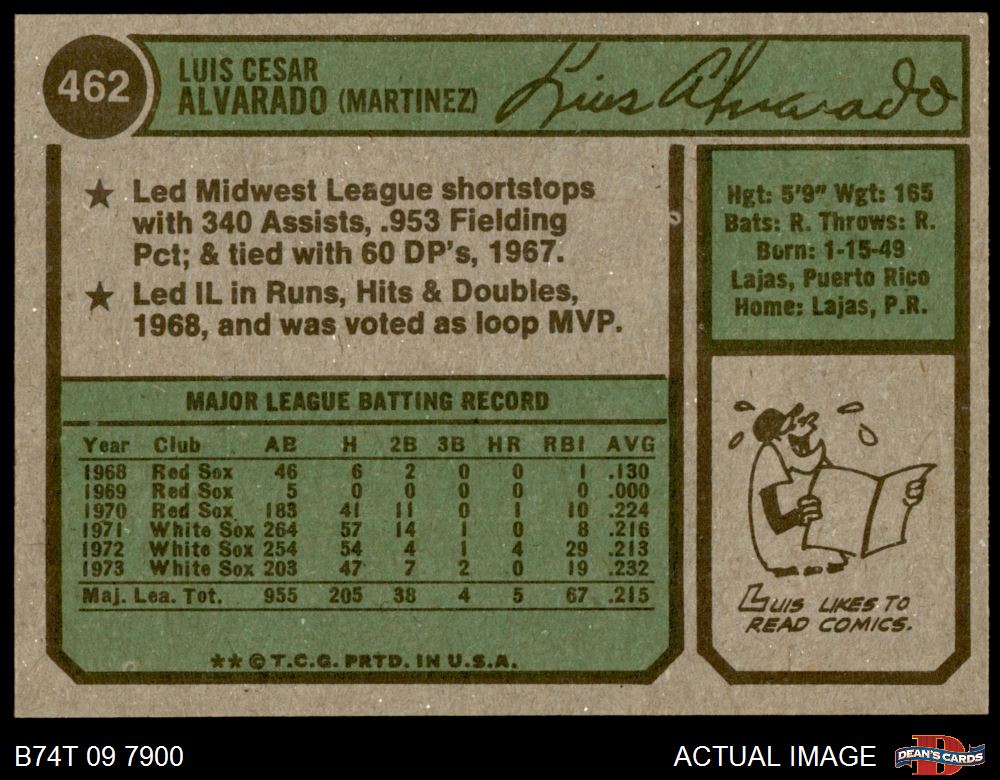 462
LUIS CESAR
ALVARADO (MARTINEZ)
Luis Alvarado
★ Led Midwest League shortstops
with 340 Assists, .953 Fielding
Pct; & tied with 60 DP's, 1967.
★ Led IL in Runs, Hits & Doubles,
1968, and was voted as loop MVP.
Hgt: 5'9" Wgt: 165
Bats: R. Throws: R.
Born: 1-15-49
Lajas, Puerto Rico
Home: Lajas, P.R.
MAJOR LEAGUE BATTING RECORD
Year Club AB H 2B 3B HR RBI AVG
1968 Red Sox 46 6 2 0 0 1 .130
1969 Red Sox 5 0 0 0 0 0 .000
1970 Red Sox 183 41 11 0 1 10 .224
1971 White Sox 264 57 14 1 0 8 .216
1972 White Sox 254 54 4 1 4 29 .213
1973 White Sox 203 47 7 2 0 19 .232
Maj. Lea. Tot. 955 205 38 4 5 67 .215
**©T.C.G. PRTD. IN U.S.A.
LUIS LIKES TO
READ COMICS.
B74T 09 7900
ACTUAL IMAGE
D
DEAN'S CARDS